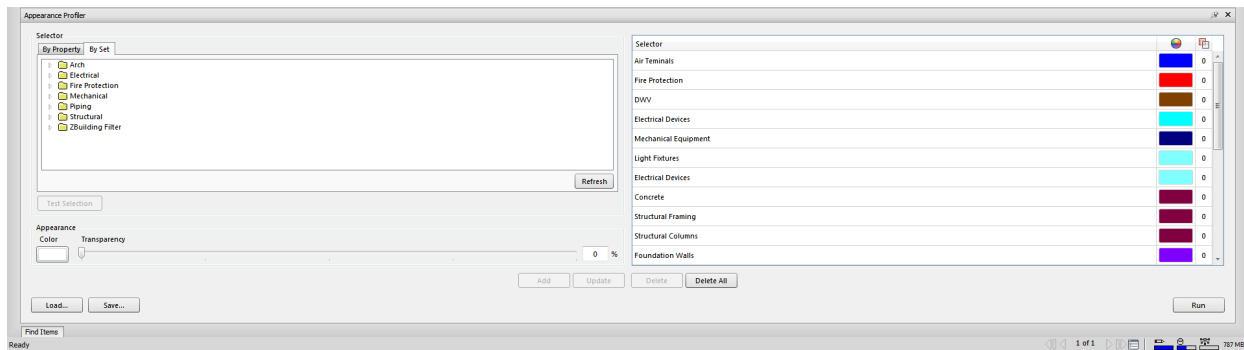 Appearance Profiler
Selector
By Property By Set
Arch
Electrical
Fire Protection
Mechanical
Piping
Structural
ZBuilding Filter
Refresh
Test Selection
Appearance
Color Transparency
0 %
Selector
Air Teminals 0
Fire Protection 0
DWV 0
Electrical Devices 0
Mechanical Equipment 0
Light Fixtures 0
Electrical Devices 0
Concrete 0
Structural Framing 0
Structural Columns 0
Foundation Walls 0
Add Update Delete Delete All
Load... Save... Run
Find Items
Ready 1 of 1 787 MB